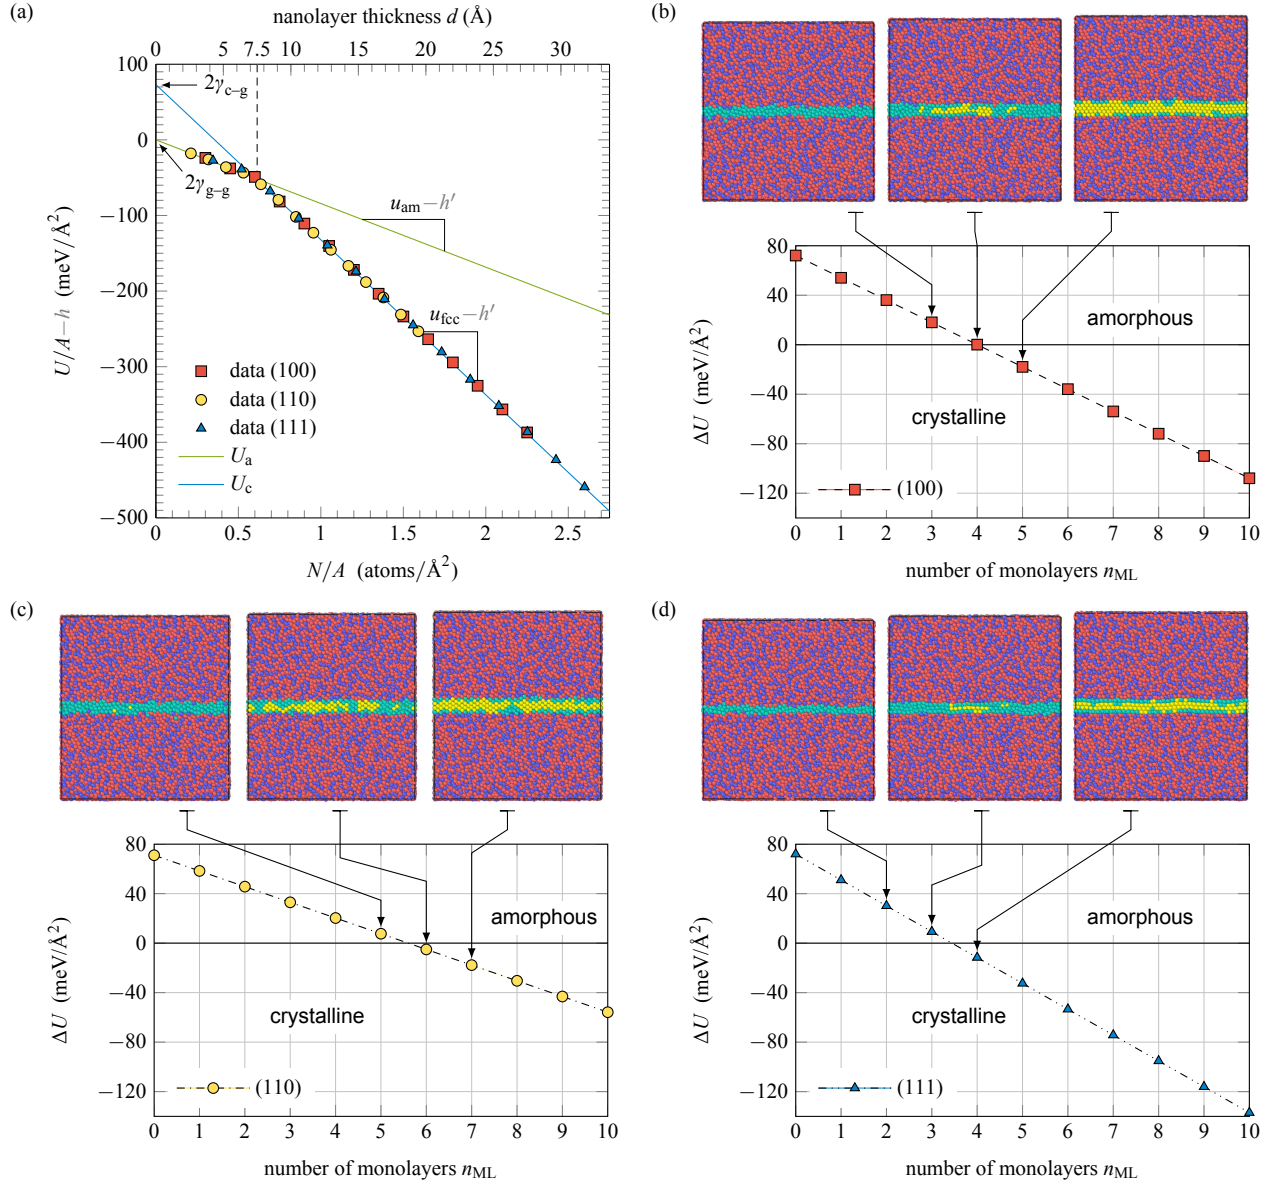 (a)
nanolayer thickness d (Å)
0 5 7.5 10 15 20 25 30
100
0
−100
−200
−300
−400
−500
U/A−h (meV/Å²)
2γc–g
2γg–g
uam−h′
ufcc−h′
data (100)
data (110)
data (111)
Ua
Uc
0 0.5 1 1.5 2 2.5
N/A (atoms/Å²)
(b)
80
40
0
−40
−80
−120
ΔU (meV/Å²)
amorphous
crystalline
(100)
0 1 2 3 4 5 6 7 8 9 10
number of monolayers nML
(c)
80
40
0
−40
−80
−120
ΔU (meV/Å²)
amorphous
crystalline
(110)
0 1 2 3 4 5 6 7 8 9 10
number of monolayers nML
(d)
80
40
0
−40
−80
−120
ΔU (meV/Å²)
amorphous
crystalline
(111)
0 1 2 3 4 5 6 7 8 9 10
number of monolayers nML